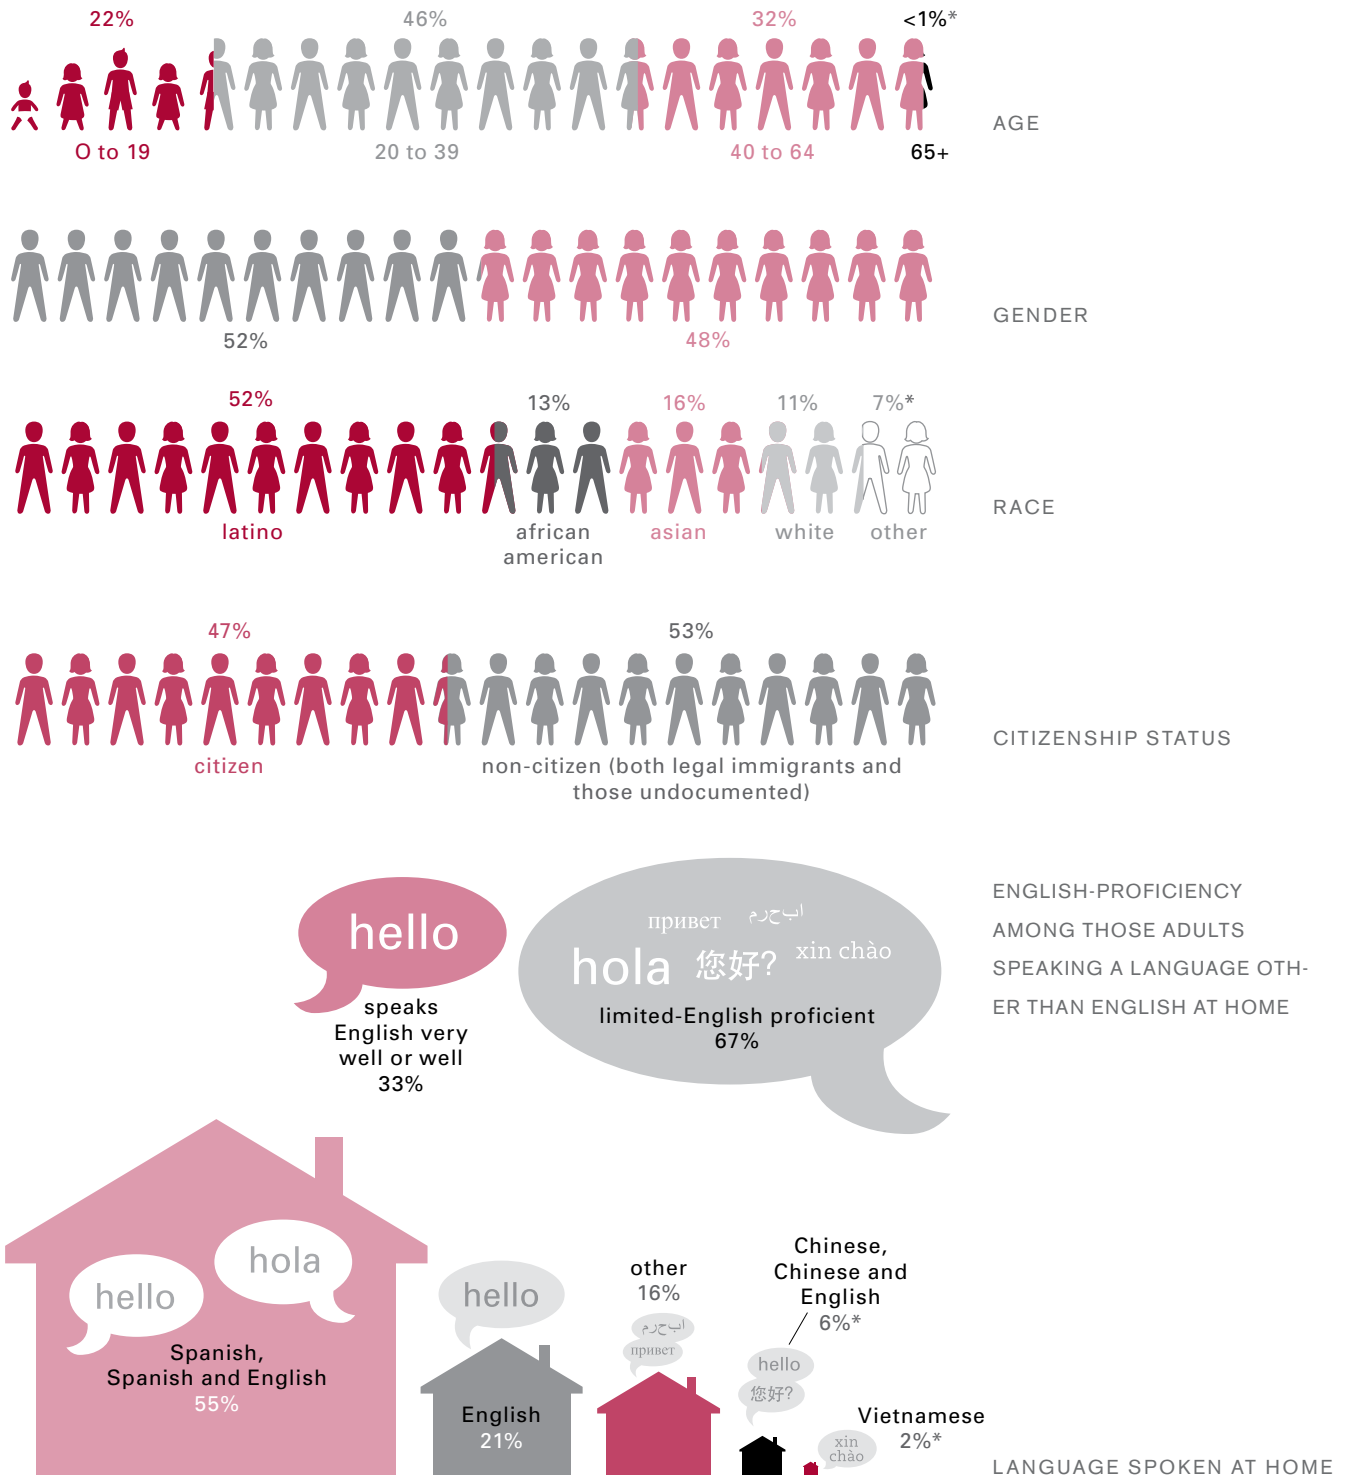 22%
46%
32%
<1%*
0 to 19
20 to 39
40 to 64
65+
AGE
52%
48%
GENDER
52%
13%
16%
11%
7%*
latino
african
american
asian
white
other
RACE
47%
53%
citizen
non-citizen (both legal immigrants and
those undocumented)
CITIZENSHIP STATUS
hello
speaks
English very
well or well
33%
привет
ابحرم
hola
您好?
xin chào
limited-English proficient
67%
ENGLISH-PROFICIENCY
AMONG THOSE ADULTS
SPEAKING A LANGUAGE OTH-
ER THAN ENGLISH AT HOME
hello
hola
Spanish,
Spanish and English
55%
hello
English
21%
other
16%
ابحرم
привет
Chinese,
Chinese and
English
6%*
hello
您好?
Vietnamese
2%*
xin
chào
LANGUAGE SPOKEN AT HOME